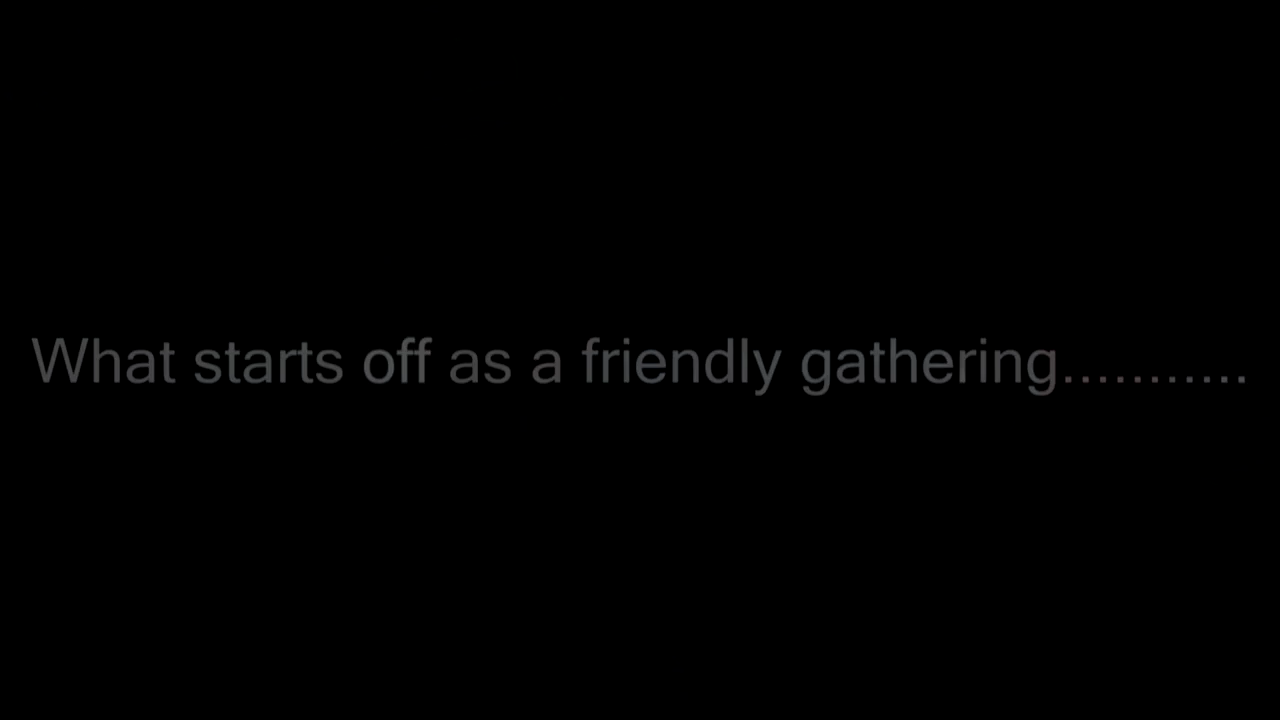 What starts off as a friendly gathering...........